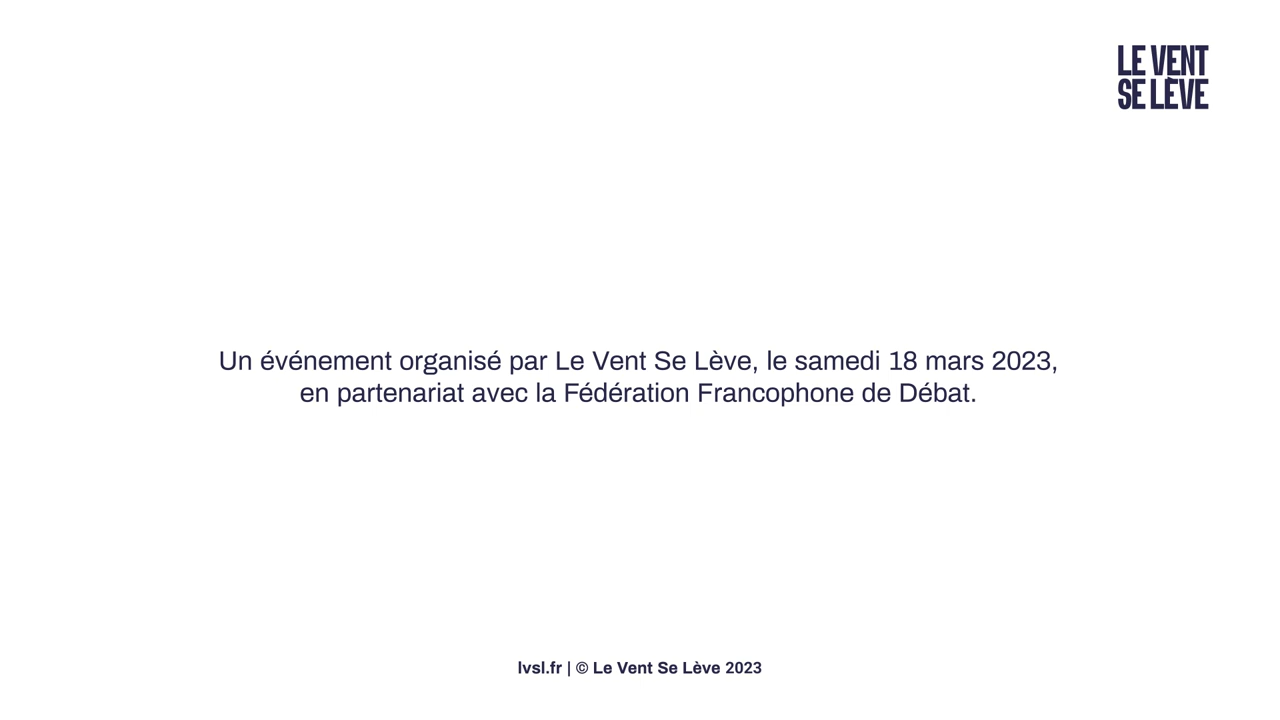 LE VENT
SE LÈVE
Un événement organisé par Le Vent Se Lève, le samedi 18 mars 2023,
en partenariat avec la Fédération Francophone de Débat.
lvsl.fr | © Le Vent Se Lève 2023